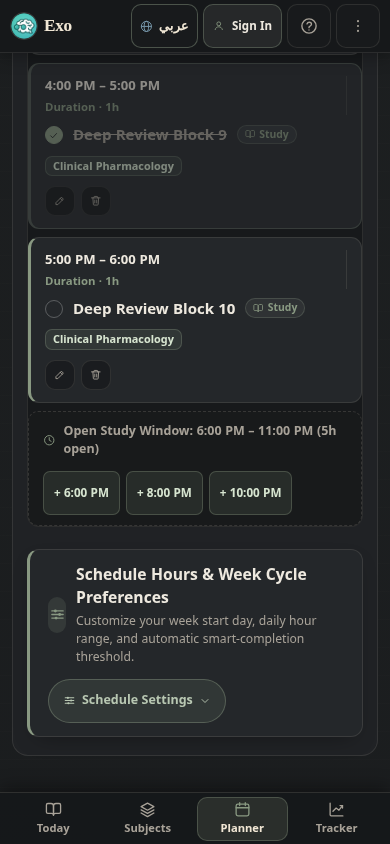 Exo
عربي
Sign In
4:00 PM – 5:00 PM
Duration · 1h
Deep Review Block 9
Study
Clinical Pharmacology
5:00 PM – 6:00 PM
Duration · 1h
Deep Review Block 10
Study
Clinical Pharmacology
Open Study Window: 6:00 PM – 11:00 PM (5h
open)
+ 6:00 PM
+ 8:00 PM
+ 10:00 PM
Schedule Hours & Week Cycle
Preferences
Customize your week start day, daily hour
range, and automatic smart-completion
threshold.
Schedule Settings
Today
Subjects
Planner
Tracker